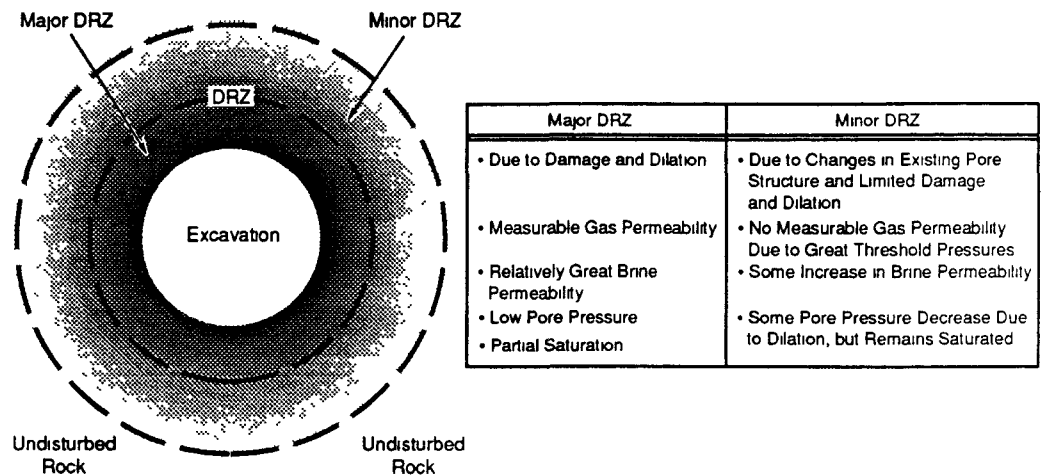 Major DRZ
Minor DRZ
DRZ
Excavation
Undisturbed
Rock
Undisturbed
Rock
Major DRZ
Minor DRZ
• Due to Damage and Dilation
• Due to Changes in Existing Pore
Structure and Limited Damage
and Dilation
• Measurable Gas Permeability
• No Measurable Gas Permeability
Due to Great Threshold Pressures
• Relatively Great Brine
Permeability
• Some Increase in Brine Permeability
• Low Pore Pressure
• Some Pore Pressure Decrease Due
to Dilation, but Remains Saturated
• Partial Saturation